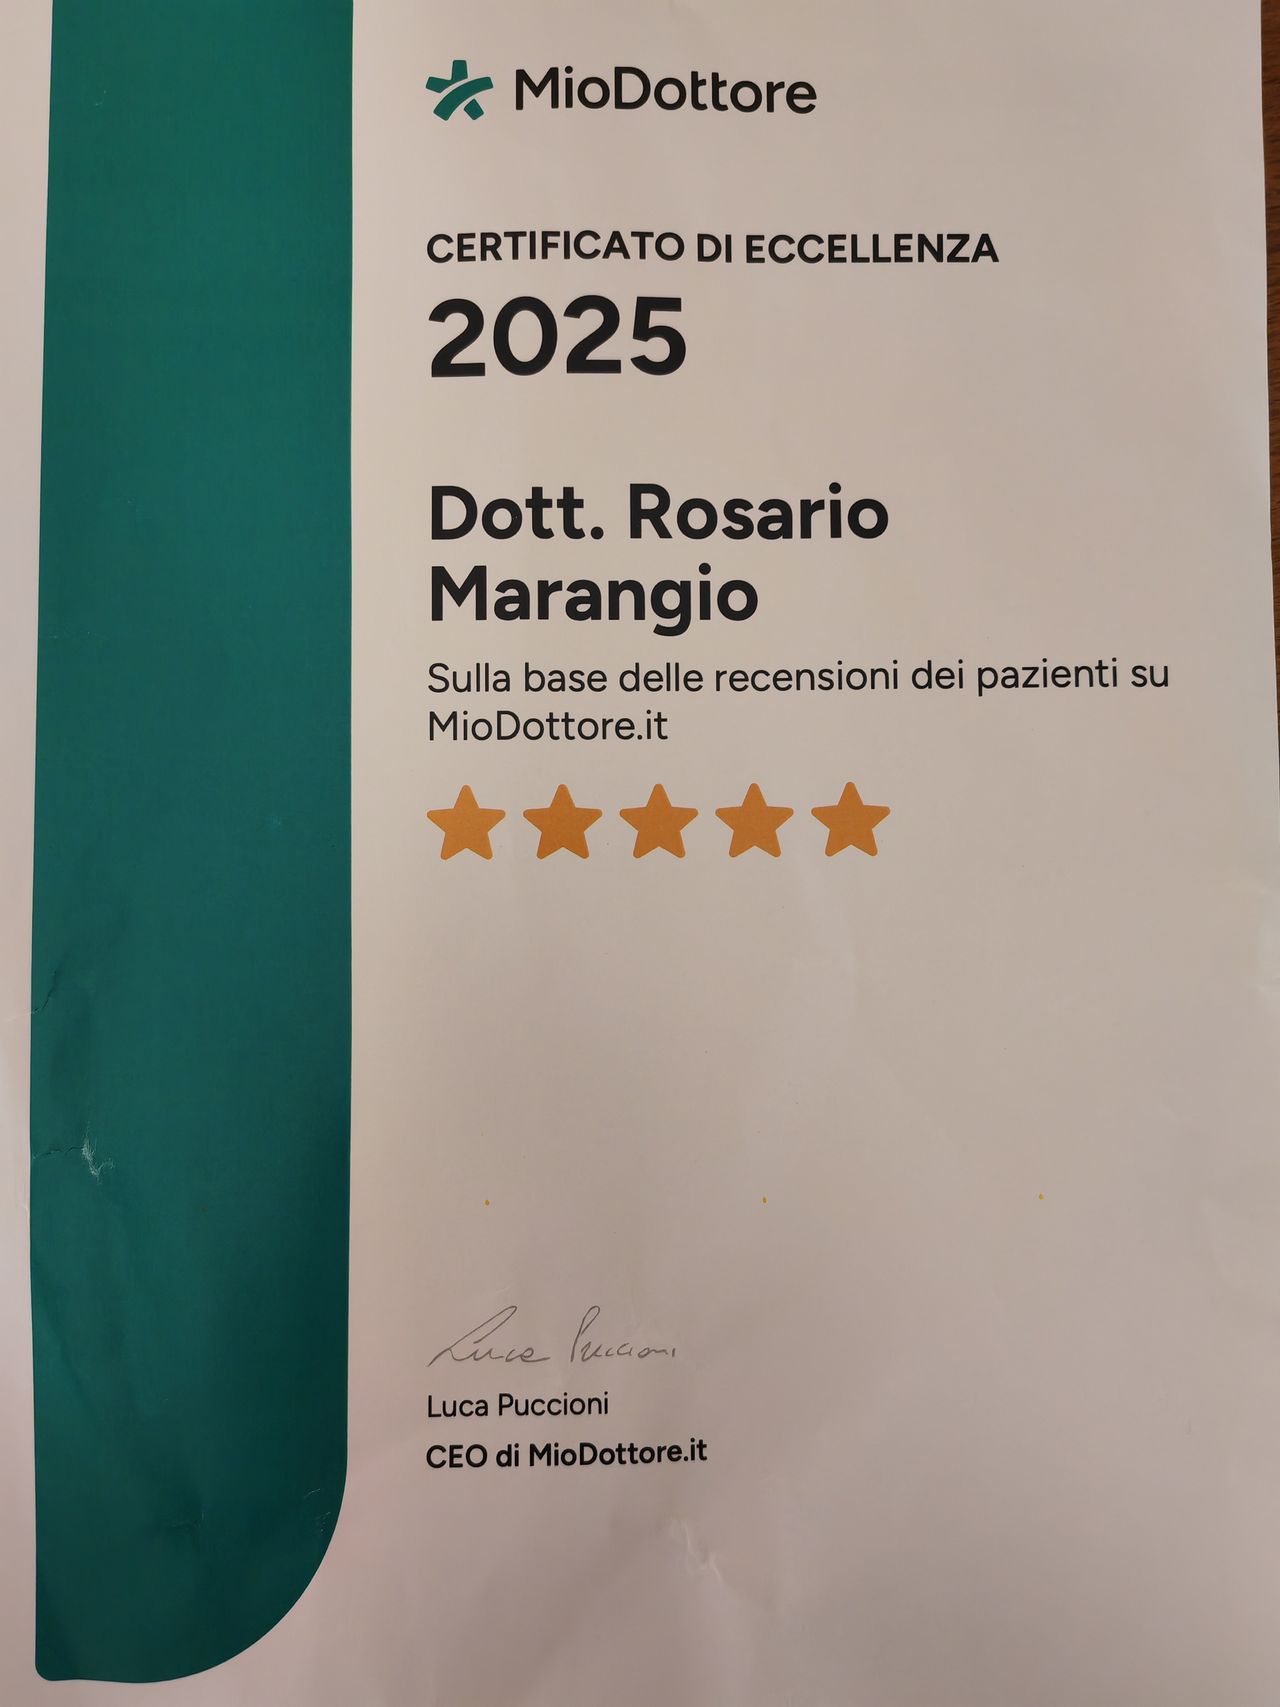 MioDottore
CERTIFICATO DI ECCELLENZA
2025
Dott. Rosario
Marangio
Sulla base delle recensioni dei pazienti su
MioDottore.it
Luca Puccioni
Luca Puccioni
CEO di MioDottore.it